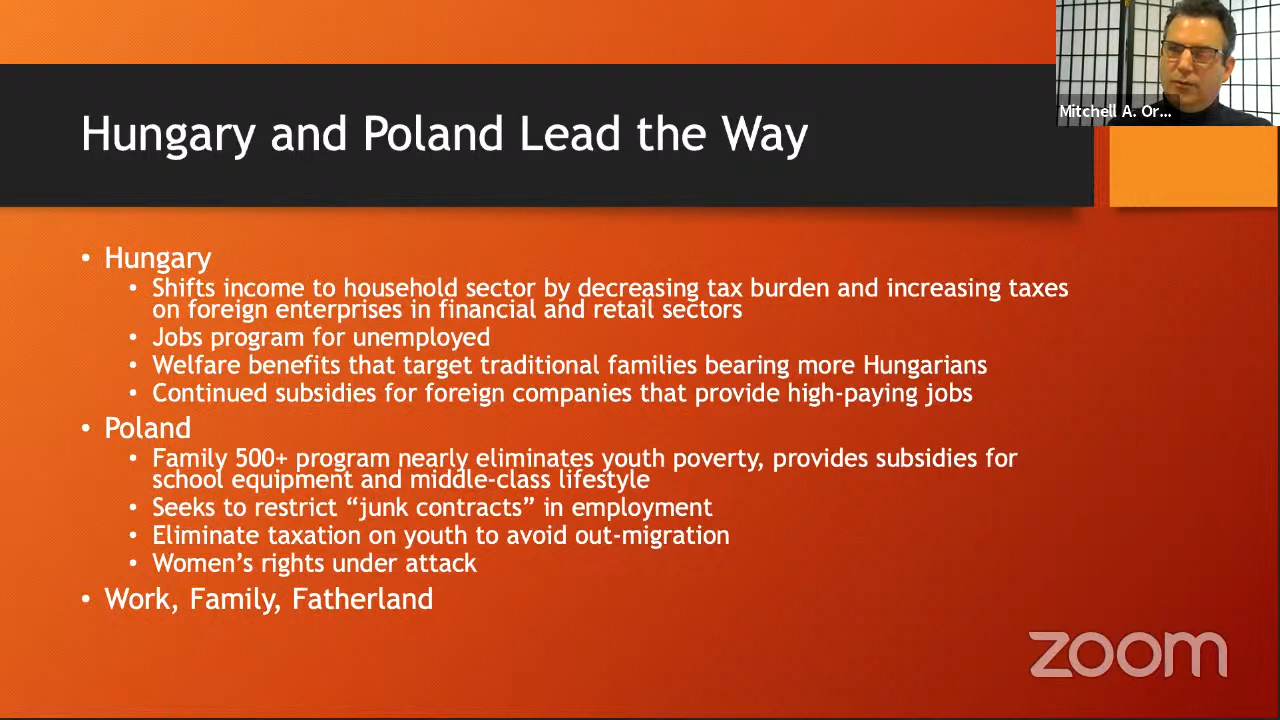 Mitchell A. Or...
Hungary and Poland Lead the Way
• Hungary
• Shifts income to household sector by decreasing tax burden and increasing taxes
on foreign enterprises in financial and retail sectors
• Jobs program for unemployed
• Welfare benefits that target traditional families bearing more Hungarians
• Continued subsidies for foreign companies that provide high-paying jobs
• Poland
• Family 500+ program nearly eliminates youth poverty, provides subsidies for
school equipment and middle-class lifestyle
• Seeks to restrict “junk contracts” in employment
• Eliminate taxation on youth to avoid out-migration
• Women’s rights under attack
• Work, Family, Fatherland
zoom